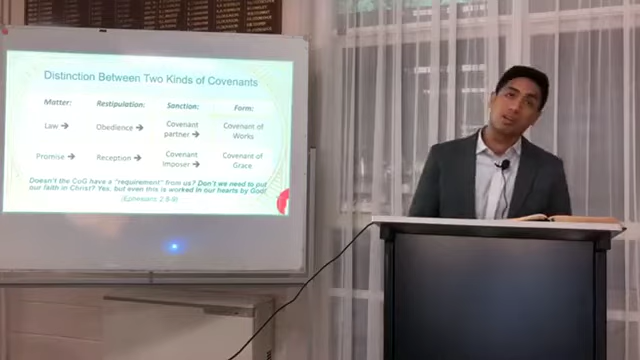 Distinction Between Two Kinds of Covenants
Matter: Restipulation: Sanction: Form:
Law → Obedience → Covenant partner → Covenant of Works
Promise → Reception → Covenant Imposer → Covenant of Grace
Doesn't the CoG have a "requirement" from us? Don't we need to put
our faith in Christ? Yes, but even this is worked in our hearts by God!
(Ephesians 2:8-9)